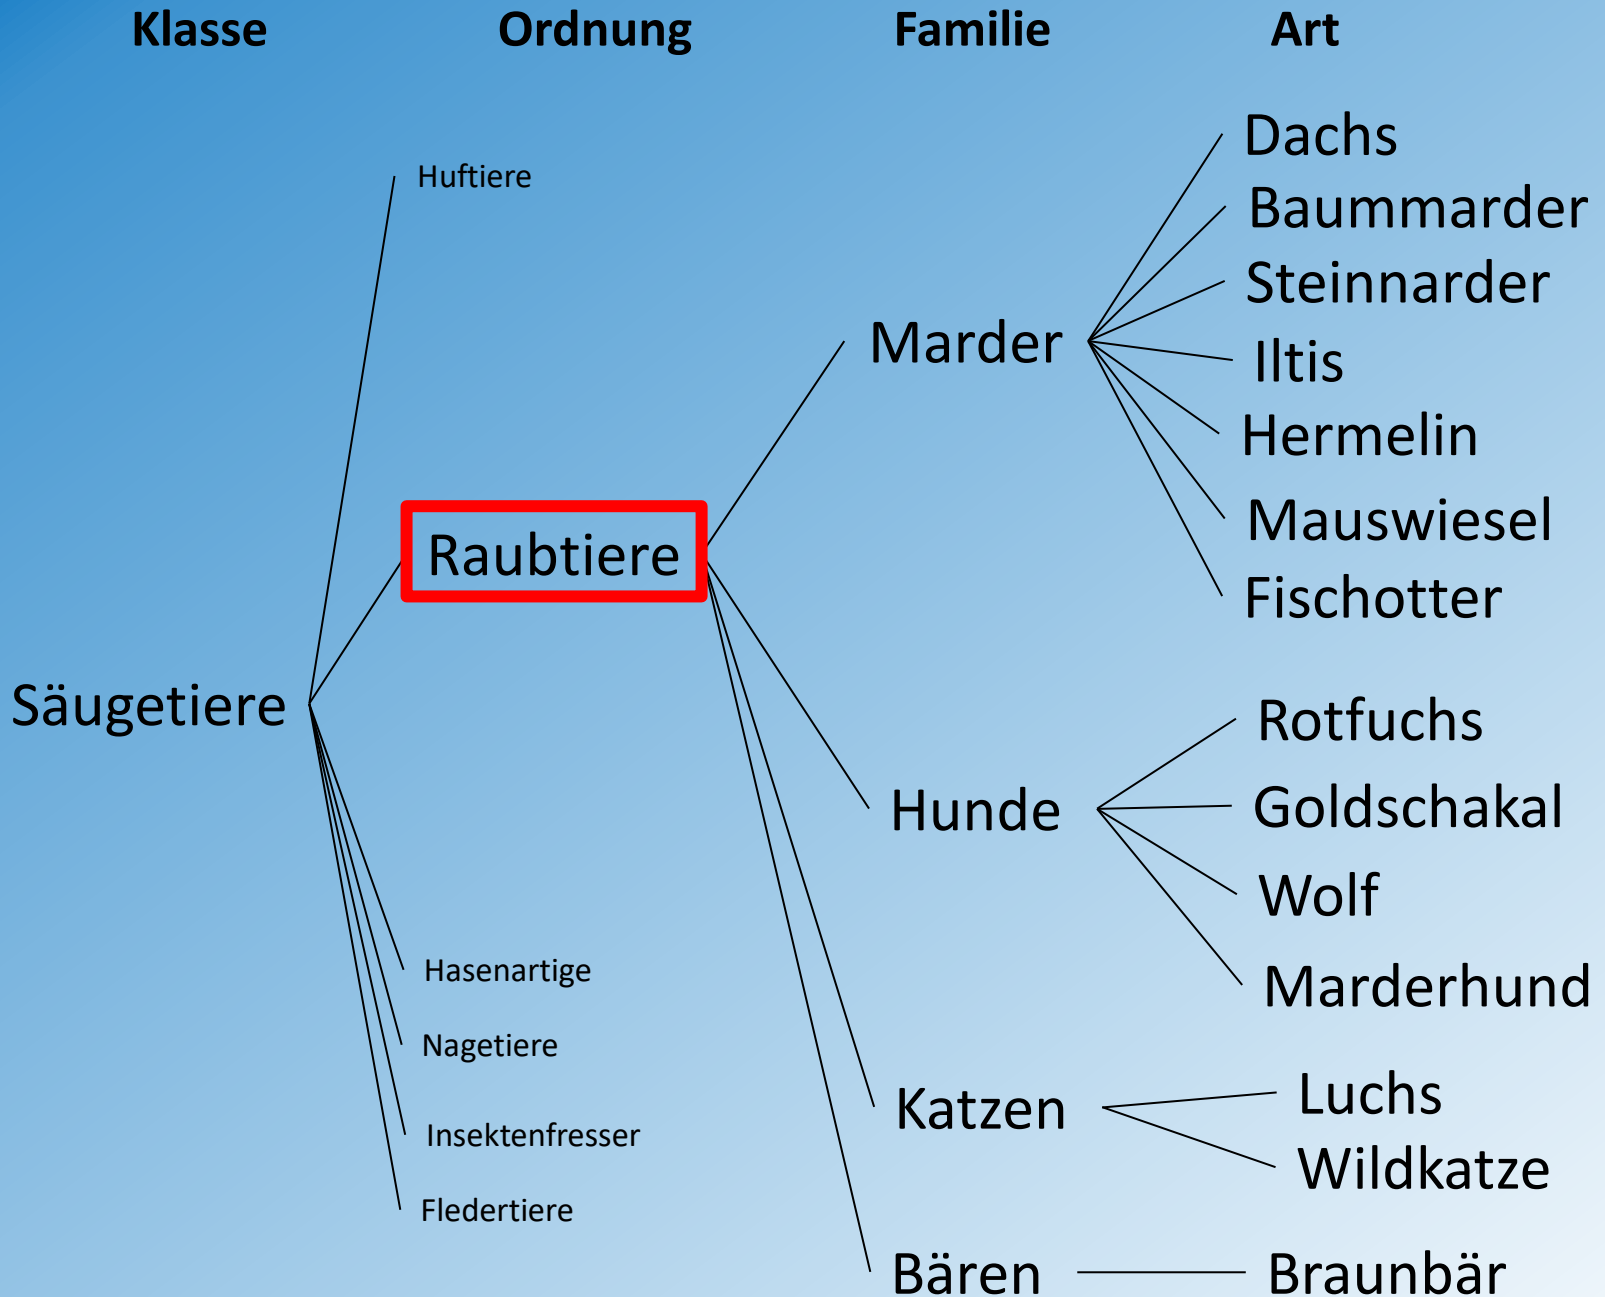 Klasse Ordnung Familie Art
Huftiere
Raubtiere
Säugetiere
Hasenartige
Nagetiere
Insektenfresser
Fledertiere
Marder
Dachs
Baummarder
Steinnarder
Iltis
Hermelin
Mauswiesel
Fischotter
Hunde
Rotfuchs
Goldschakal
Wolf
Marderhund
Katzen
Luchs
Wildkatze
Bären
Braunbär